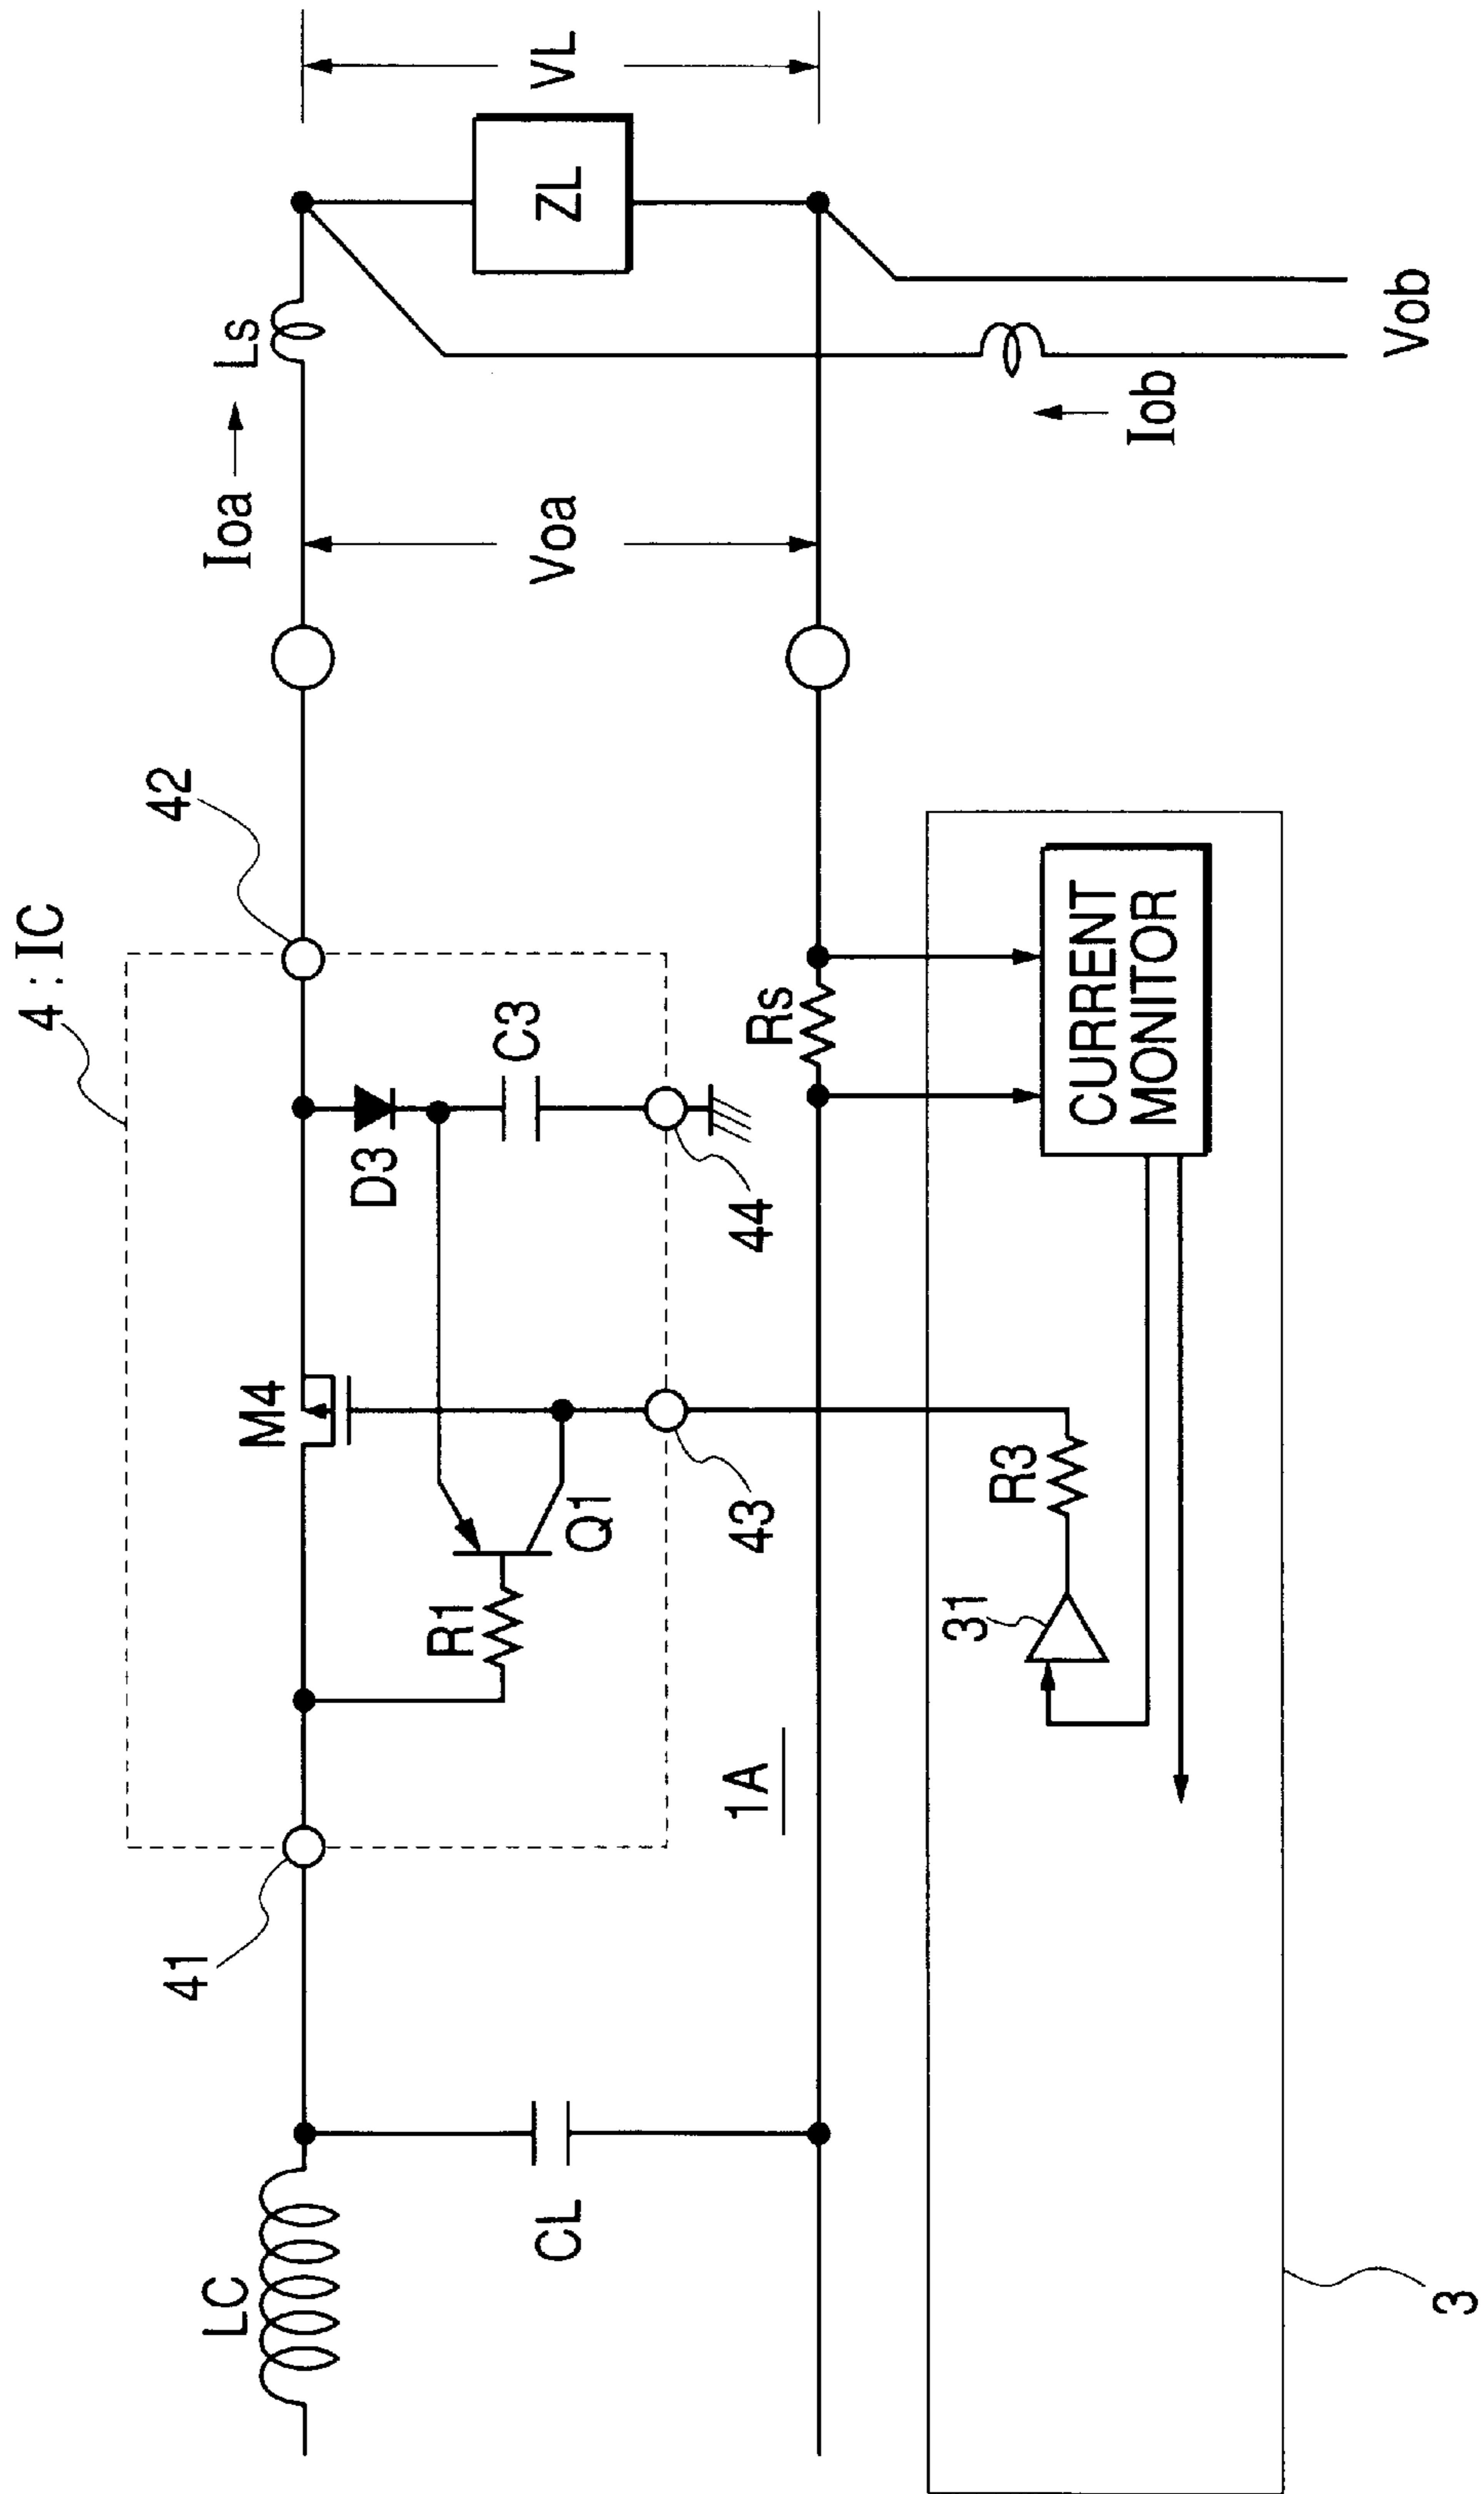 4 : IC
41
42
LC
M4
Ioa
Ls
D3
R1
Q1
C3
CL
Voa
ZL
VL
43
44
1A
Rs
31
R3
CURRENT
MONITOR
Iob
Vob
3